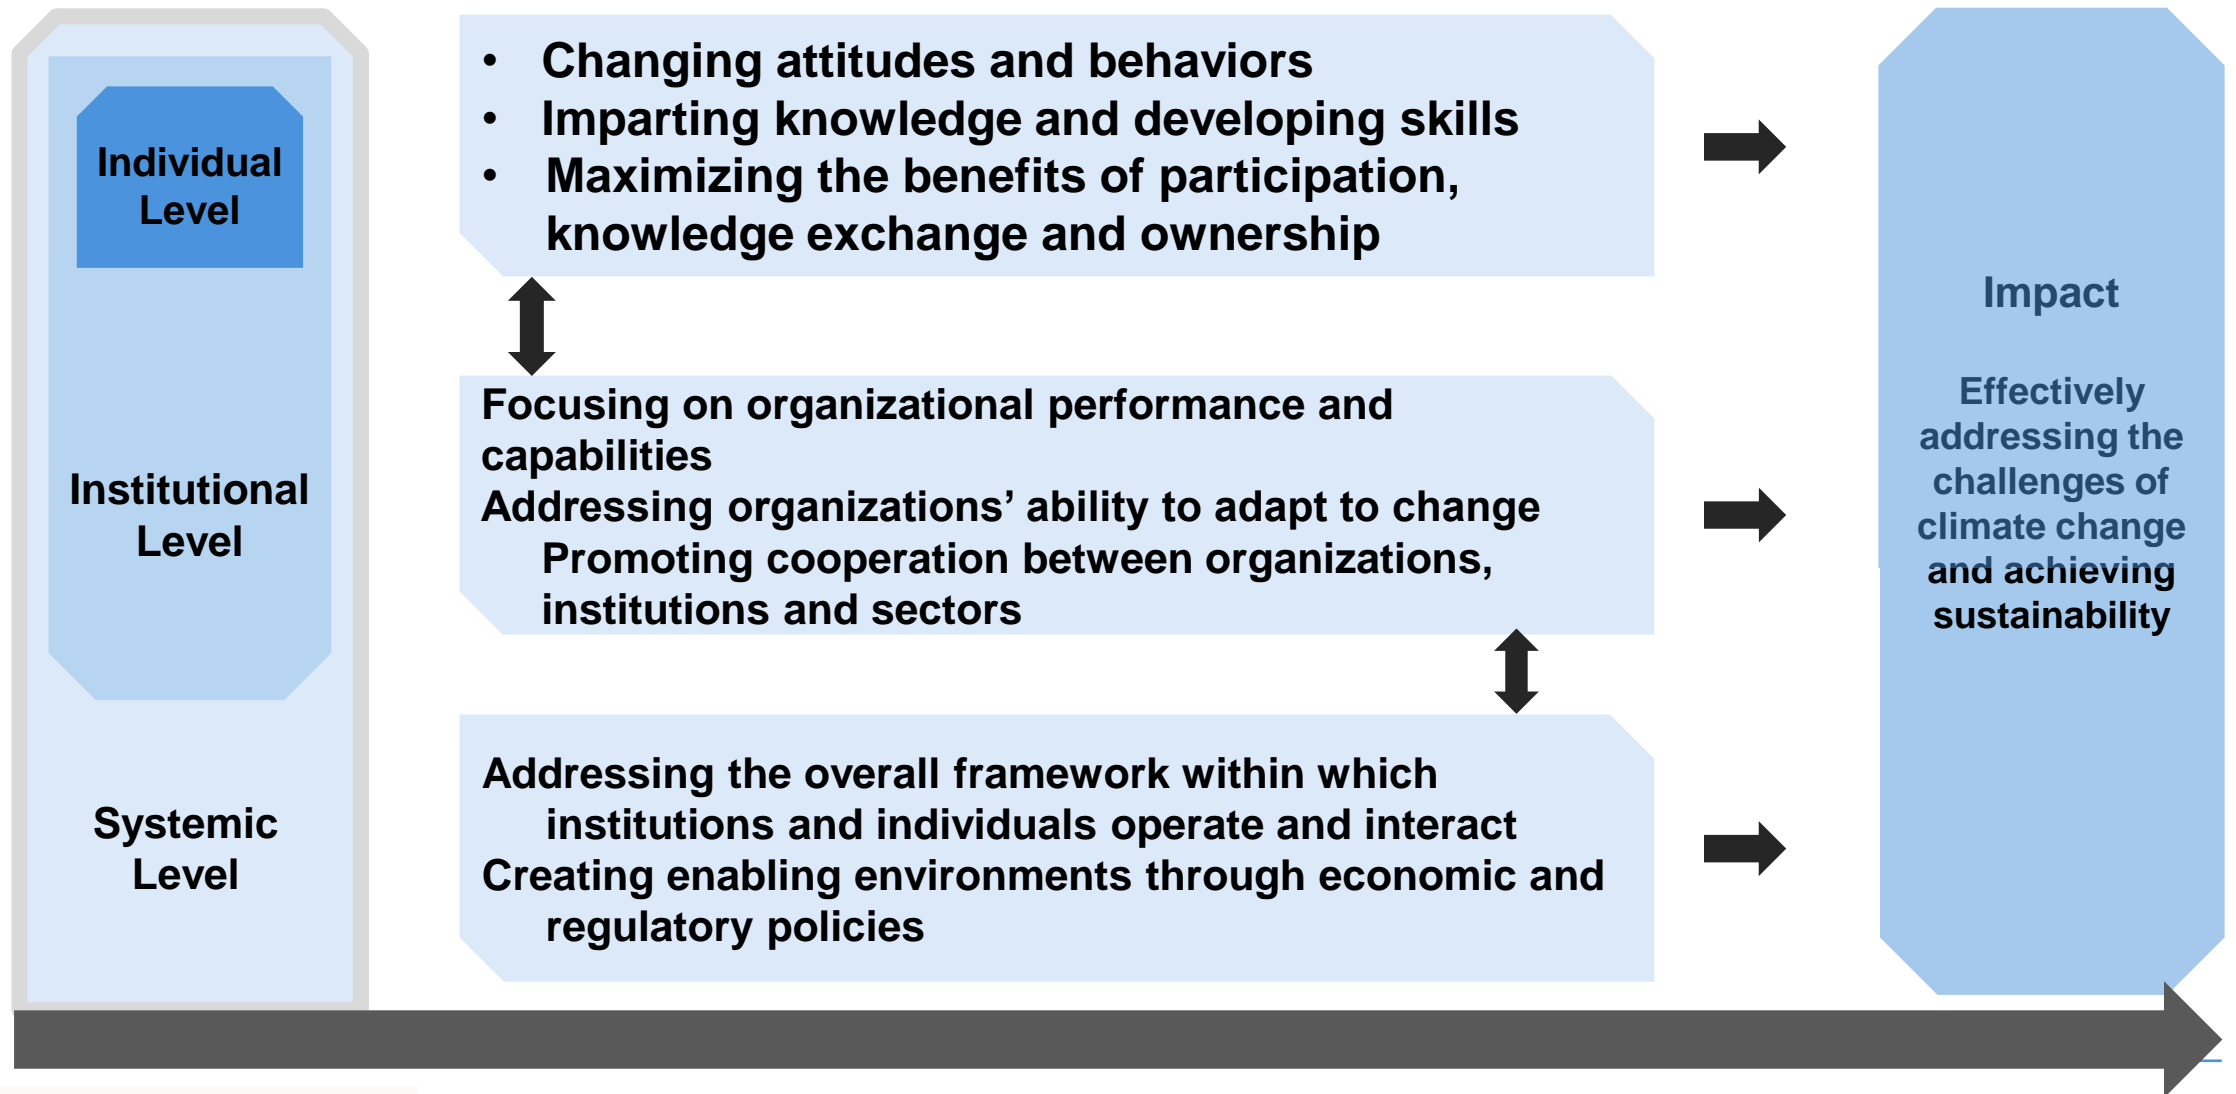 Individual
Level
• Changing attitudes and behaviors
• Imparting knowledge and developing skills
• Maximizing the benefits of participation,
knowledge exchange and ownership
Institutional
Level
Focusing on organizational performance and
capabilities
Addressing organizations’ ability to adapt to change
Promoting cooperation between organizations,
institutions and sectors
Systemic
Level
Addressing the overall framework within which
institutions and individuals operate and interact
Creating enabling environments through economic and
regulatory policies
Impact
Effectively
addressing the
challenges of
climate change
and achieving
sustainability